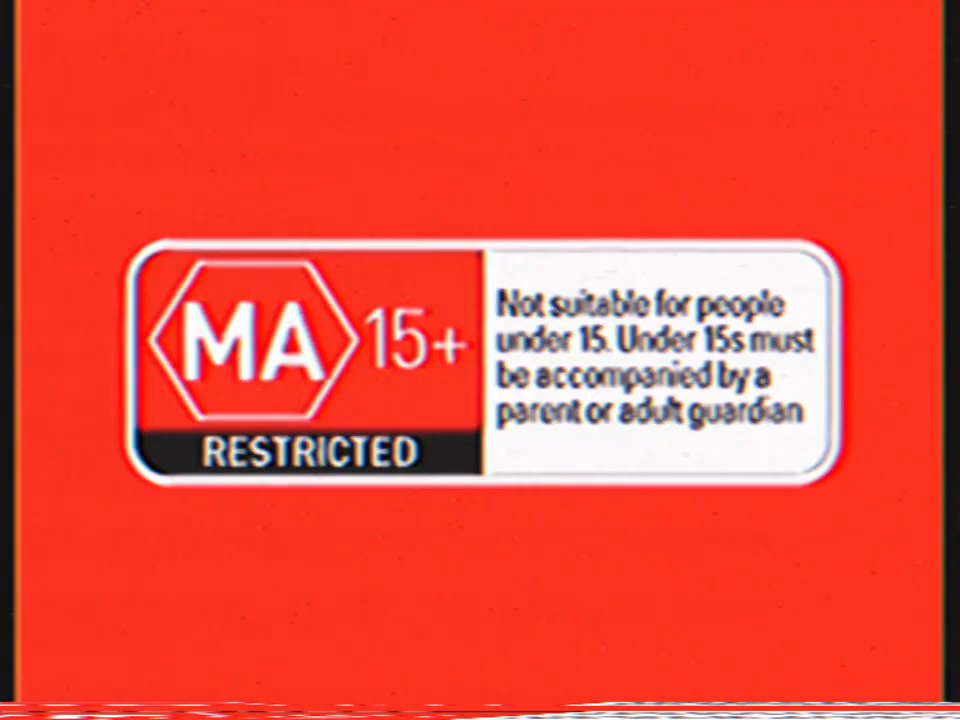 MA 15+
RESTRICTED
Not suitable for people
under 15. Under 15s must
be accompanied by a
parent or adult guardian